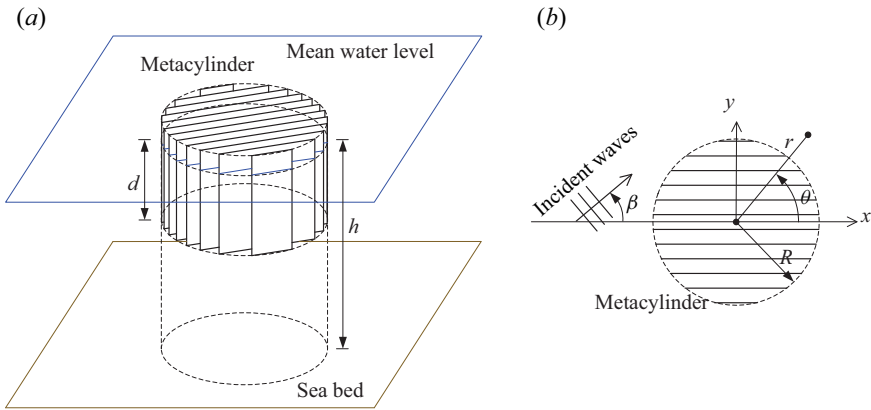 (a)
Mean water level
Metacylinder
d
h
Sea bed
(b)
y
r
Incident waves
β
θ
x
R
Metacylinder